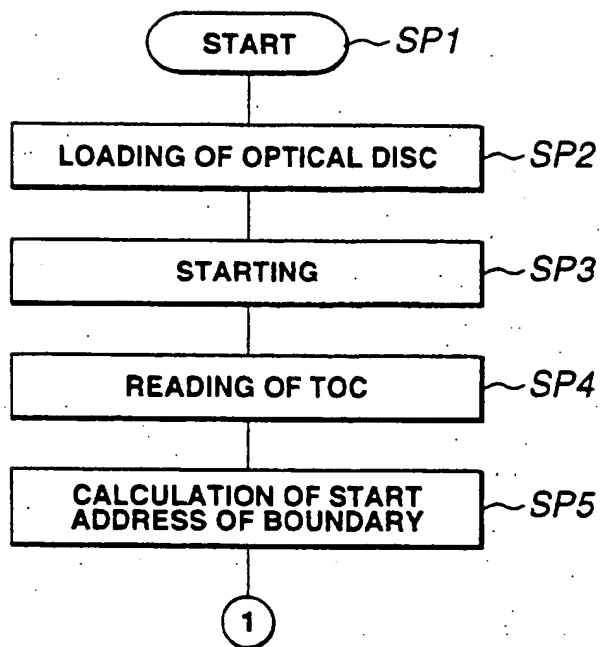 START SP1
LOADING OF OPTICAL DISC SP2
STARTING SP3
READING OF TOC SP4
CALCULATION OF START
ADDRESS OF BOUNDARY SP5
1